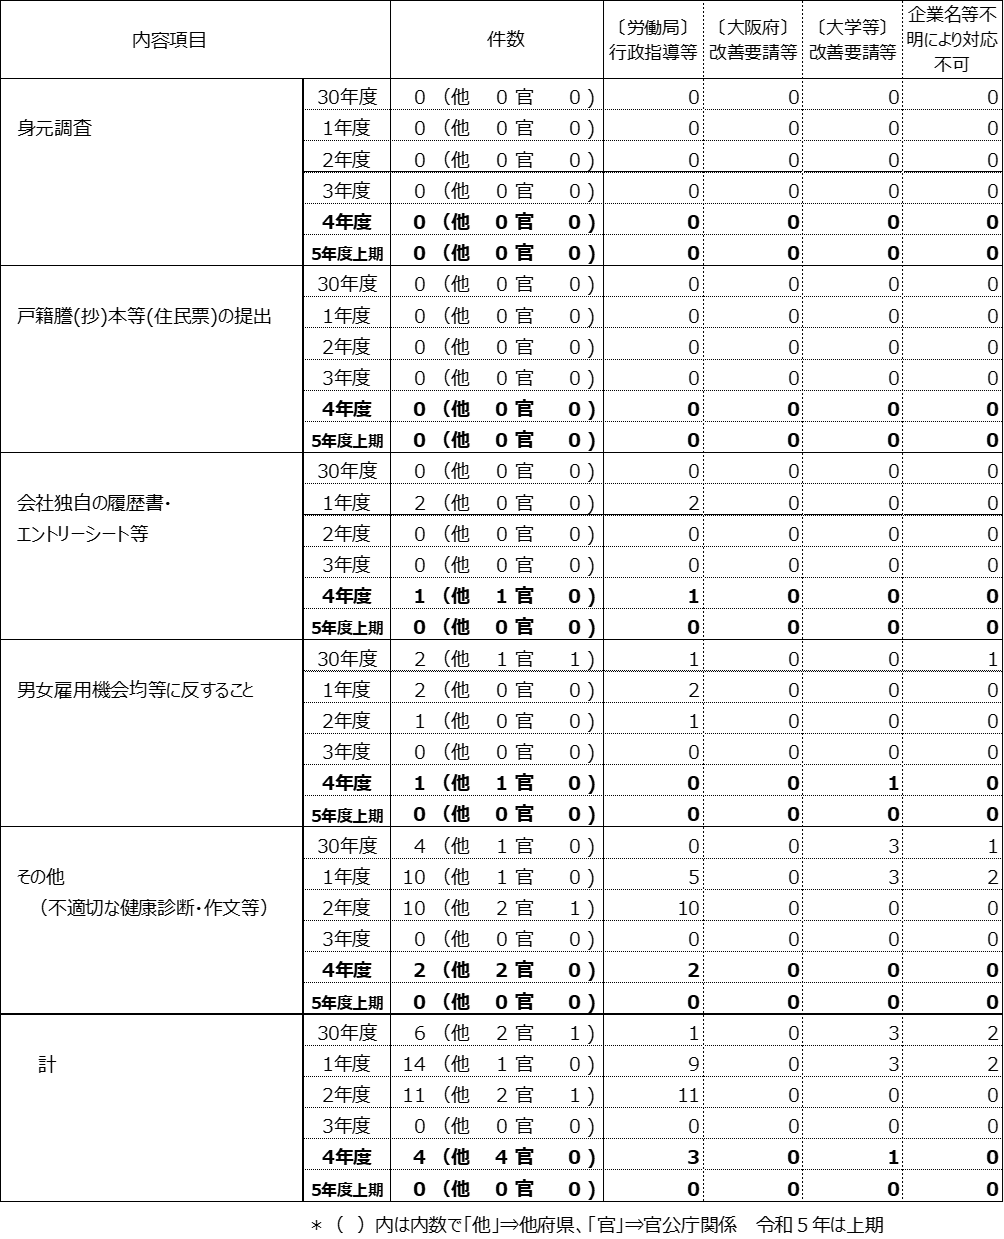 内容項目 件数 〔労働局〕行政指導等 〔大阪府〕改善要請等 〔大学等〕改善要請等 企業名等不明により対応不可
身元調査
30年度 0 (他 0 官 0 ) 0 0 0 0
1年度 0 (他 0 官 0 ) 0 0 0 0
2年度 0 (他 0 官 0 ) 0 0 0 0
3年度 0 (他 0 官 0 ) 0 0 0 0
4年度 0 (他 0 官 0 ) 0 0 0 0
5年度上期 0 (他 0 官 0 ) 0 0 0 0
戸籍謄(抄)本等(住民票)の提出
30年度 0 (他 0 官 0 ) 0 0 0 0
1年度 0 (他 0 官 0 ) 0 0 0 0
2年度 0 (他 0 官 0 ) 0 0 0 0
3年度 0 (他 0 官 0 ) 0 0 0 0
4年度 0 (他 0 官 0 ) 0 0 0 0
5年度上期 0 (他 0 官 0 ) 0 0 0 0
会社独自の履歴書・
エントリーシート等
30年度 0 (他 0 官 0 ) 0 0 0 0
1年度 2 (他 0 官 0 ) 2 0 0 0
2年度 0 (他 0 官 0 ) 0 0 0 0
3年度 0 (他 0 官 0 ) 0 0 0 0
4年度 1 (他 1 官 0 ) 1 0 0 0
5年度上期 0 (他 0 官 0 ) 0 0 0 0
男女雇用機会均等に反すること
30年度 2 (他 1 官 1 ) 1 0 0 1
1年度 2 (他 0 官 0 ) 2 0 0 0
2年度 1 (他 0 官 0 ) 1 0 0 0
3年度 0 (他 0 官 0 ) 0 0 0 0
4年度 1 (他 1 官 0 ) 0 0 1 0
5年度上期 0 (他 0 官 0 ) 0 0 0 0
その他
(不適切な健康診断・作文等)
30年度 4 (他 1 官 0 ) 0 0 3 1
1年度 10 (他 1 官 0 ) 5 0 3 2
2年度 10 (他 2 官 1 ) 10 0 0 0
3年度 0 (他 0 官 0 ) 0 0 0 0
4年度 2 (他 2 官 0 ) 2 0 0 0
5年度上期 0 (他 0 官 0 ) 0 0 0 0
計
30年度 6 (他 2 官 1 ) 1 0 3 2
1年度 14 (他 1 官 0 ) 9 0 3 2
2年度 11 (他 2 官 1 ) 11 0 0 0
3年度 0 (他 0 官 0 ) 0 0 0 0
4年度 4 (他 4 官 0 ) 3 0 1 0
5年度上期 0 (他 0 官 0 ) 0 0 0 0
＊( )内は内数で「他」⇒他府県、「官」⇒官公庁関係 令和５年は上期